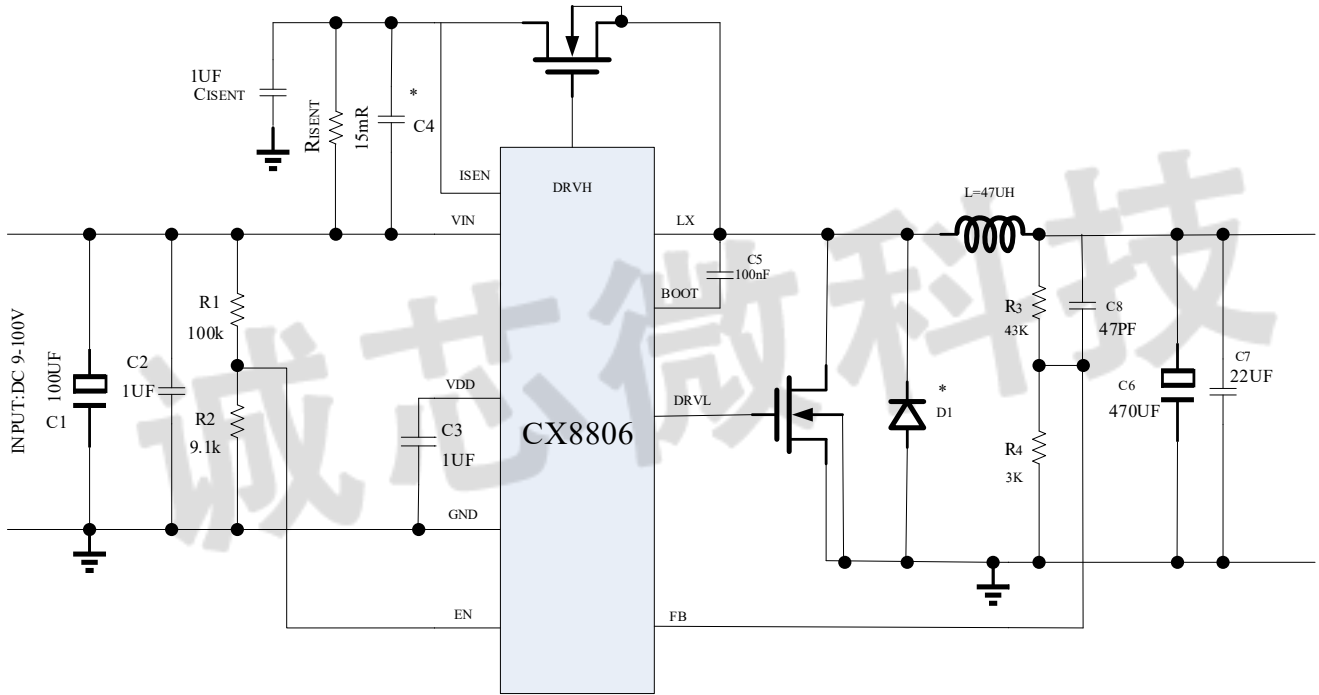 1UF
CISENT
RISENT
15mR
*
C4
ISEN
DRVH
VIN
LX
L=47UH
C5
100nF
BOOT
INPUT:DC 9-100V
100UF
C1
C2
1UF
R1
100k
R2
9.1k
VDD
C3
1UF
CX8806
DRVL
*
D1
R3
43K
C8
47PF
R4
3K
C6
470UF
C7
22UF
GND
EN
FB
诚芯微科技